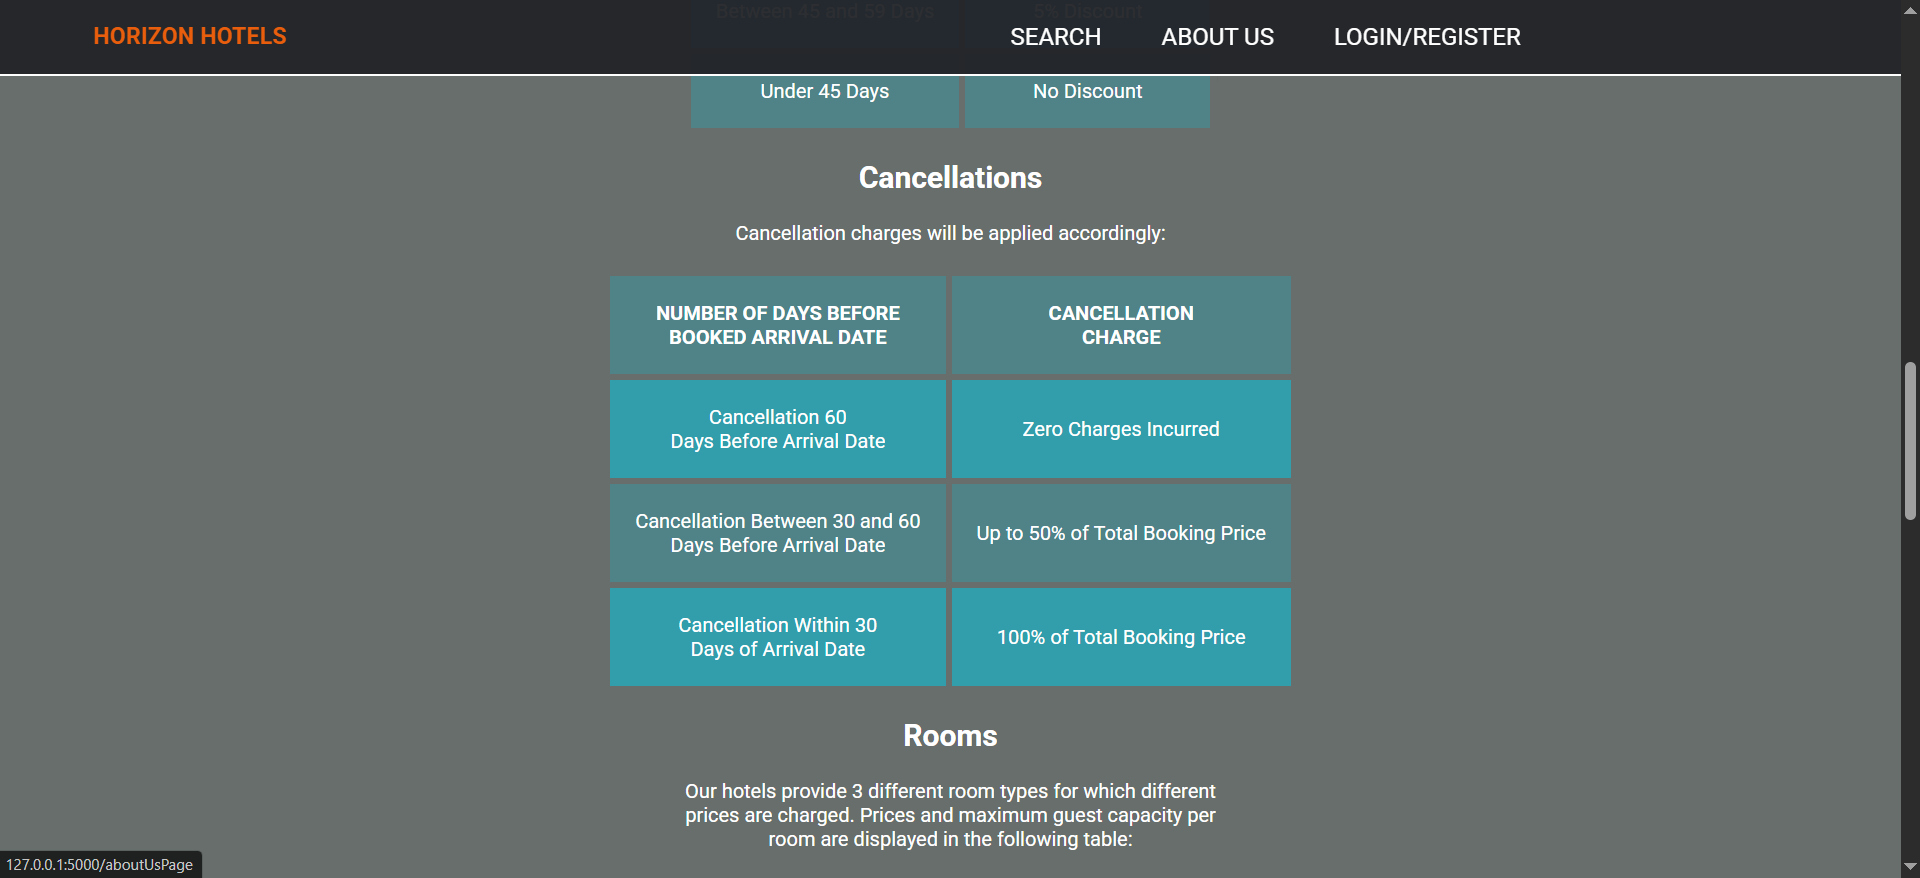 HORIZON HOTELS
SEARCH
ABOUT US
LOGIN/REGISTER
Between 45 and 59 Days
5% Discount
Under 45 Days
No Discount
Cancellations
Cancellation charges will be applied accordingly:
NUMBER OF DAYS BEFORE
BOOKED ARRIVAL DATE
CANCELLATION
CHARGE
Cancellation 60
Days Before Arrival Date
Zero Charges Incurred
Cancellation Between 30 and 60
Days Before Arrival Date
Up to 50% of Total Booking Price
Cancellation Within 30
Days of Arrival Date
100% of Total Booking Price
Rooms
Our hotels provide 3 different room types for which different
prices are charged. Prices and maximum guest capacity per
room are displayed in the following table:
127.0.0.1:5000/aboutUsPage